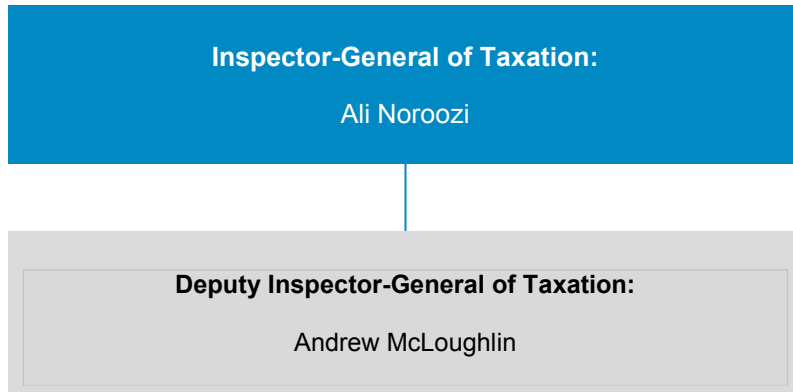 Inspector-General of Taxation:
Ali Noroozi
Deputy Inspector-General of Taxation:
Andrew McLoughlin